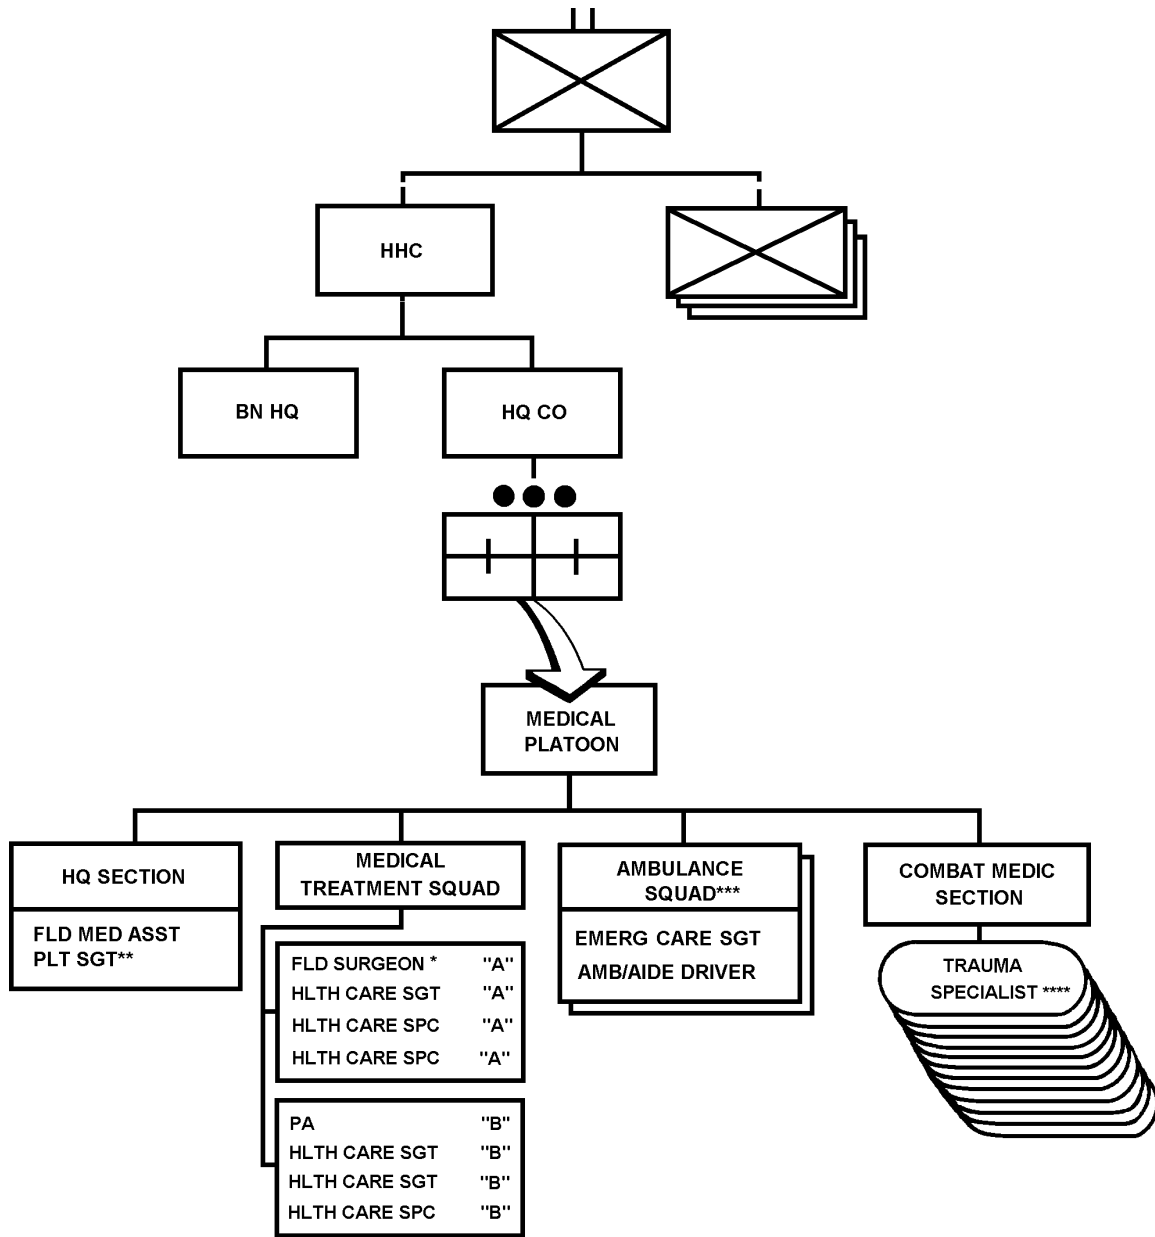 HHC
BN HQ
HQ CO
MEDICAL
PLATOON
HQ SECTION
FLD MED ASST
PLT SGT**
MEDICAL
TREATMENT SQUAD
FLD SURGEON * "A"
HLTH CARE SGT "A"
HLTH CARE SPC "A"
HLTH CARE SPC "A"
PA "B"
HLTH CARE SGT "B"
HLTH CARE SGT "B"
HLTH CARE SPC "B"
AMBULANCE
SQUAD***
EMERG CARE SGT
AMB/AIDE DRIVER
COMBAT MEDIC
SECTION
TRAUMA
SPECIALIST ****